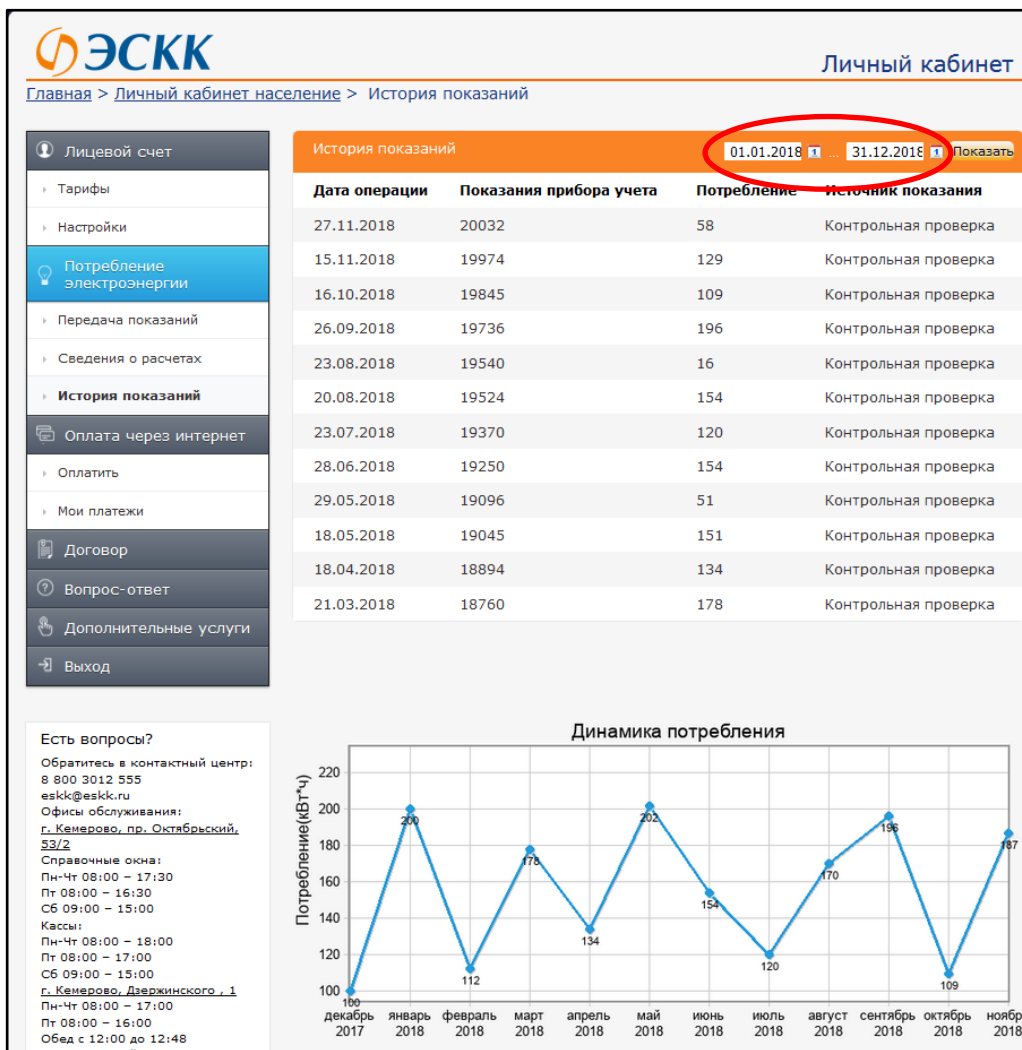 ЭСКК
Личный кабинет
Главная > Личный кабинет население > История показаний
Лицевой счет
Тарифы
Настройки
Потребление
электроэнергии
Передача показаний
Сведения о расчетах
История показаний
Оплата через интернет
Оплатить
Мои платежи
Договор
Вопрос-ответ
Дополнительные услуги
Выход
История показаний 01.01.2018 1 ... 31.12.2018 1 Показать
Дата операции Показания прибора учета Потребление Источник показания
27.11.2018 20032 58 Контрольная проверка
15.11.2018 19974 129 Контрольная проверка
16.10.2018 19845 109 Контрольная проверка
26.09.2018 19736 196 Контрольная проверка
23.08.2018 19540 16 Контрольная проверка
20.08.2018 19524 154 Контрольная проверка
23.07.2018 19370 120 Контрольная проверка
28.06.2018 19250 154 Контрольная проверка
29.05.2018 19096 51 Контрольная проверка
18.05.2018 19045 151 Контрольная проверка
18.04.2018 18894 134 Контрольная проверка
21.03.2018 18760 178 Контрольная проверка
Есть вопросы?
Обратитесь в контактный центр:
8 800 3012 555
eskk@eskk.ru
Офисы обслуживания:
г. Кемерово, пр. Октябрьский,
53/2
Справочные окна:
Пн-Чт 08:00 – 17:30
Пт 08:00 – 16:30
Сб 09:00 – 15:00
Кассы:
Пн-Чт 08:00 – 18:00
Пт 08:00 – 17:00
Сб 09:00 – 15:00
г. Кемерово, Дзержинского , 1
Пн-Чт 08:00 – 17:00
Пт 08:00 – 16:00
Обед с 12:00 до 12:48
Динамика потребления
Потребление(кВт*ч)
220
200
180
160
140
120
100
100
200
112
178
134
202
154
120
170
196
109
187
декабрь январь февраль март апрель май июнь июль август сентябрь октябрь ноябр
2017 2018 2018 2018 2018 2018 2018 2018 2018 2018 2018 2018